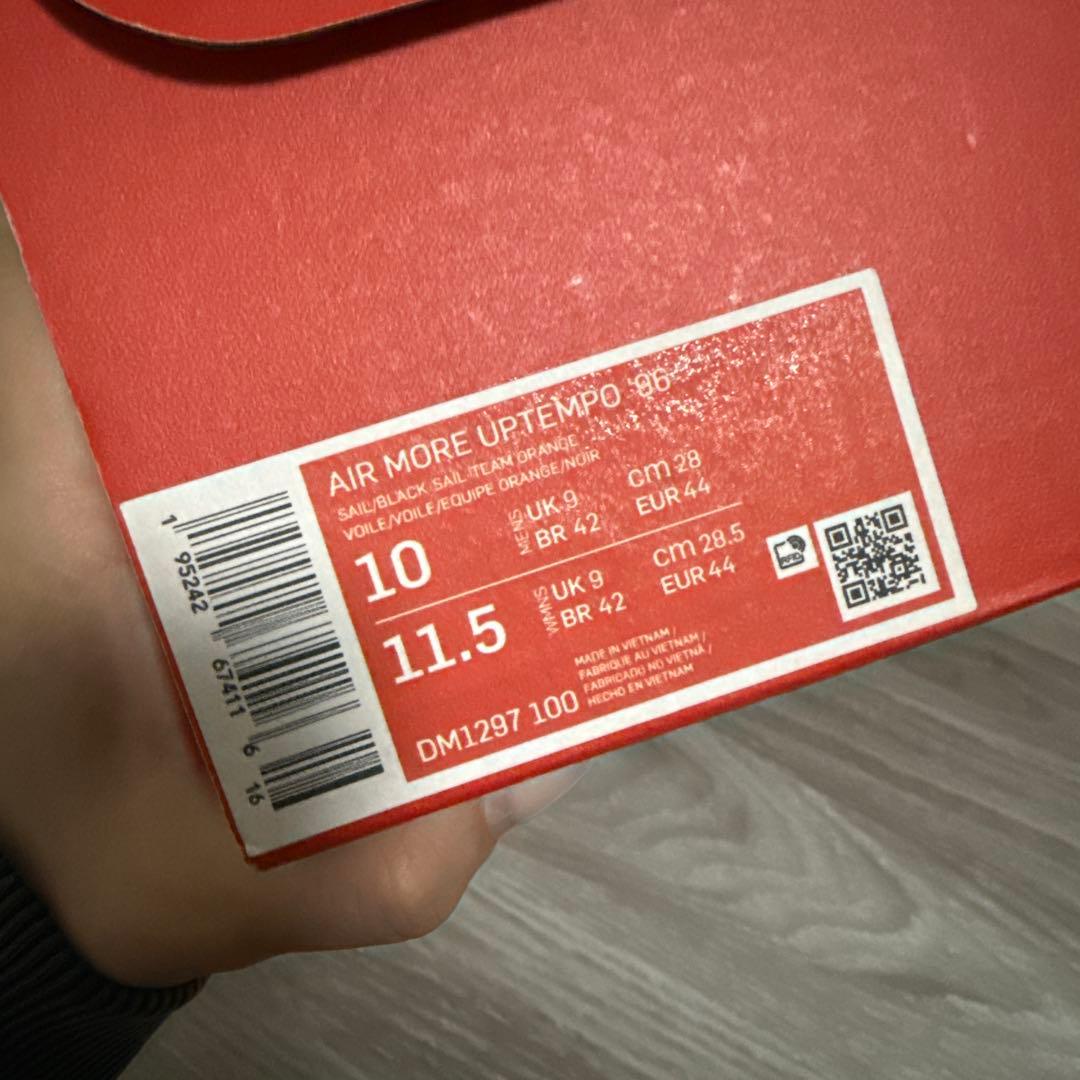 AIR MORE UPTEMPO '96
SAIL/BLACK SAIL TEAM ORANGE
VOILE/VOILE/EQUIPE ORANGE/NOIR
10
MENS
UK 9
BR 42
cm 28
EUR 44
11.5
WMNS
UK 9
BR 42
cm 28.5
EUR 44
DM1297 100
MADE IN VIETNAM /
FABRIQUE AU VIETNAM /
FABRICADO NO VIETNÃ /
HECHO EN VIETNAM
1 95242 67411 6 16